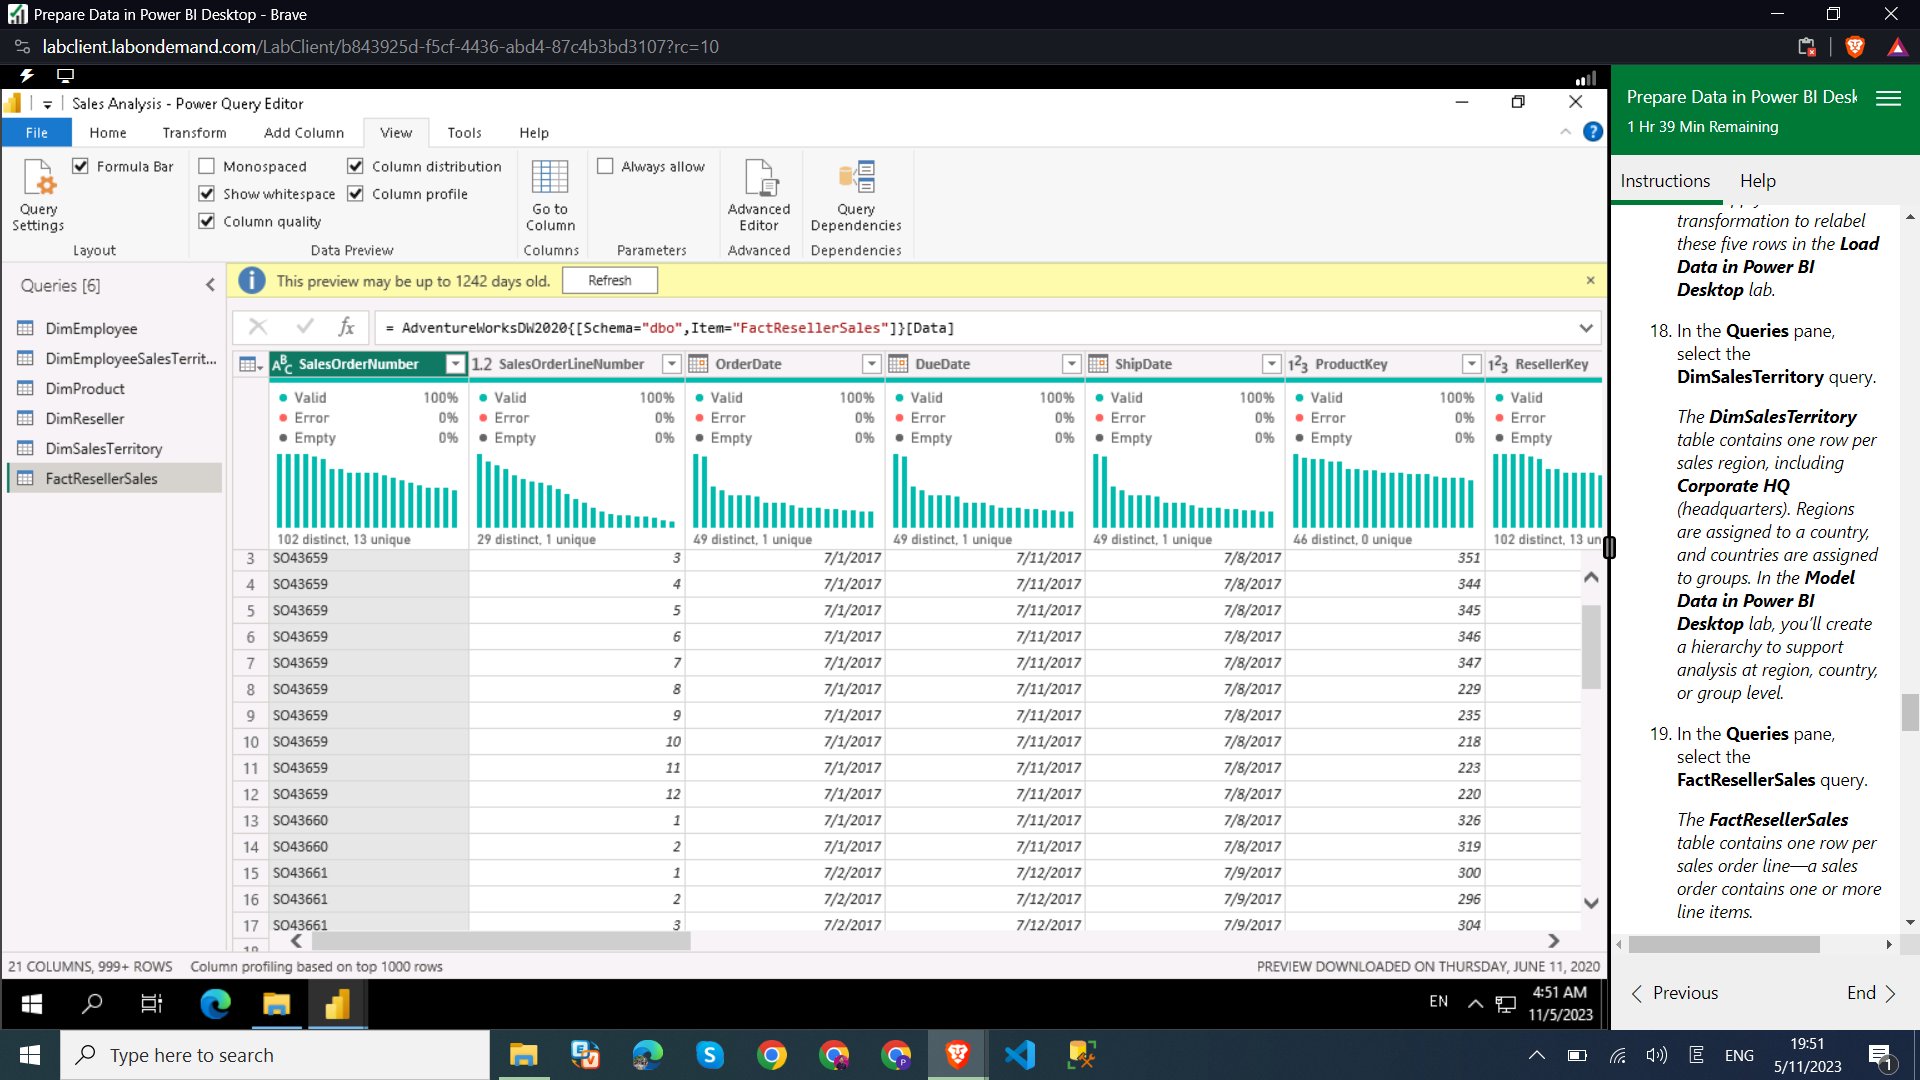 Prepare Data in Power BI Desktop - Brave
labclient.labondemand.com/LabClient/b843925d-f5cf-4436-abd4-87c4b3bd3107?rc=10
Sales Analysis - Power Query Editor
File Home Transform Add Column View Tools Help
Query Settings
Formula Bar
Layout
Monospaced
Show whitespace
Column quality
Column distribution
Column profile
Data Preview
Go to Column
Columns
Always allow
Parameters
Advanced Editor
Advanced
Query Dependencies
Dependencies
Queries [6]
DimEmployee
DimEmployeeSalesTerrit...
DimProduct
DimReseller
DimSalesTerritory
FactResellerSales
This preview may be up to 1242 days old. Refresh
fx = AdventureWorksDW2020{[Schema="dbo",Item="FactResellerSales"]}[Data]
SalesOrderNumber 1.2 SalesOrderLineNumber OrderDate DueDate ShipDate 123 ProductKey 123 ResellerKey
Valid 100% Valid 100% Valid 100% Valid 100% Valid 100% Valid 100% Valid
Error 0% Error 0% Error 0% Error 0% Error 0% Error 0% Error
Empty 0% Empty 0% Empty 0% Empty 0% Empty 0% Empty 0% Empty
102 distinct, 13 unique 29 distinct, 1 unique 49 distinct, 1 unique 49 distinct, 1 unique 49 distinct, 1 unique 46 distinct, 0 unique 102 distinct, 13 un
3 SO43659 3 7/1/2017 7/11/2017 7/8/2017 351
4 SO43659 4 7/1/2017 7/11/2017 7/8/2017 344
5 SO43659 5 7/1/2017 7/11/2017 7/8/2017 345
6 SO43659 6 7/1/2017 7/11/2017 7/8/2017 346
7 SO43659 7 7/1/2017 7/11/2017 7/8/2017 347
8 SO43659 8 7/1/2017 7/11/2017 7/8/2017 229
9 SO43659 9 7/1/2017 7/11/2017 7/8/2017 235
10 SO43659 10 7/1/2017 7/11/2017 7/8/2017 218
11 SO43659 11 7/1/2017 7/11/2017 7/8/2017 223
12 SO43659 12 7/1/2017 7/11/2017 7/8/2017 220
13 SO43660 1 7/1/2017 7/11/2017 7/8/2017 326
14 SO43660 2 7/1/2017 7/11/2017 7/8/2017 319
15 SO43661 1 7/2/2017 7/12/2017 7/9/2017 300
16 SO43661 2 7/2/2017 7/12/2017 7/9/2017 296
17 SO43661 3 7/2/2017 7/12/2017 7/9/2017 304
21 COLUMNS, 999+ ROWS Column profiling based on top 1000 rows PREVIEW DOWNLOADED ON THURSDAY, JUNE 11, 2020
EN 4:51 AM
11/5/2023
Prepare Data in Power BI Desk
1 Hr 39 Min Remaining
Instructions Help
transformation to relabel
these five rows in the Load
Data in Power BI
Desktop lab.
18. In the Queries pane,
select the
DimSalesTerritory query.
The DimSalesTerritory
table contains one row per
sales region, including
Corporate HQ
(headquarters). Regions
are assigned to a country,
and countries are assigned
to groups. In the Model
Data in Power BI
Desktop lab, you'll create
a hierarchy to support
analysis at region, country,
or group level.
19. In the Queries pane,
select the
FactResellerSales query.
The FactResellerSales
table contains one row per
sales order line—a sales
order contains one or more
line items.
Previous End
Type here to search
ENG 19:51
5/11/2023
1